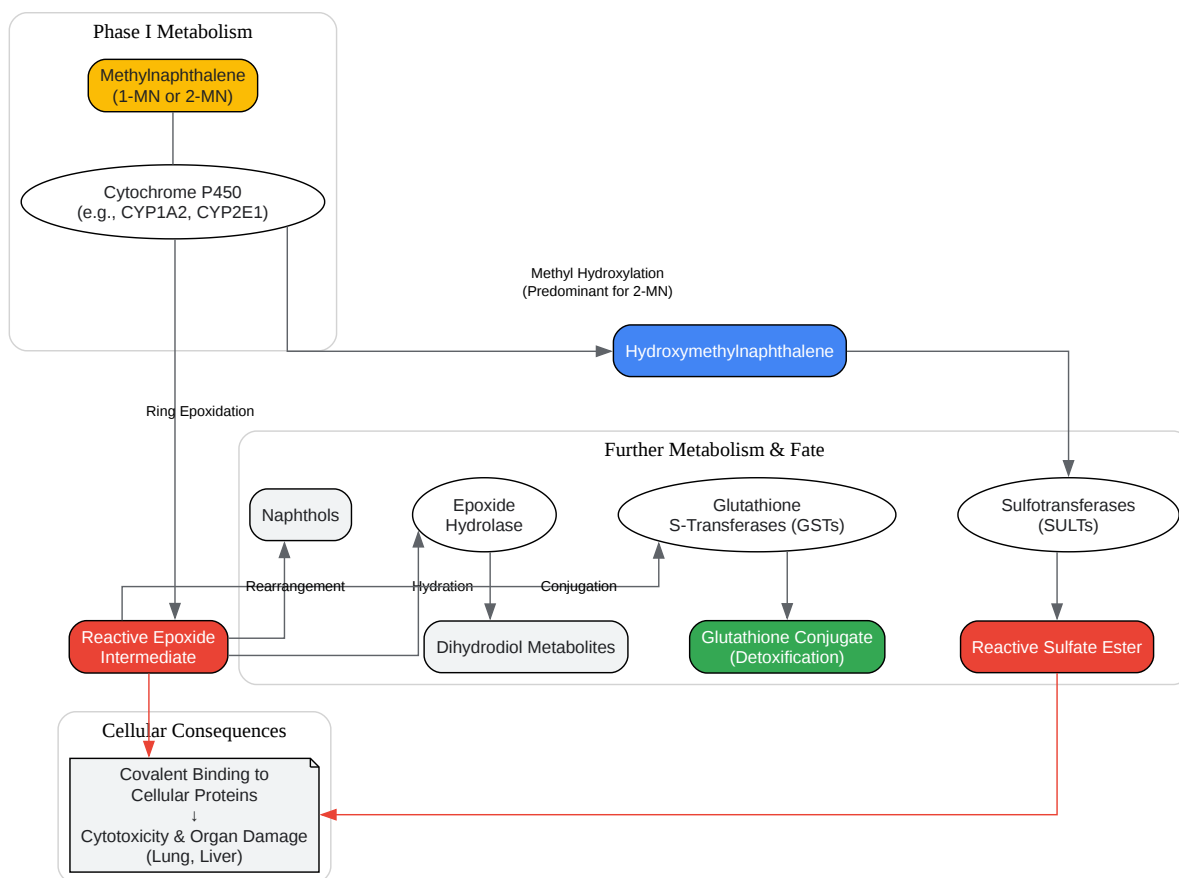 Phase I Metabolism
Methylnaphthalene
(1-MN or 2-MN)
Cytochrome P450
(e.g., CYP1A2, CYP2E1)
Methyl Hydroxylation
(Predominant for 2-MN)
Hydroxymethylnaphthalene
Ring Epoxidation
Further Metabolism & Fate
Naphthols
Epoxide
Hydrolase
Glutathione
S-Transferases (GSTs)
Sulfotransferases
(SULTs)
Rearrangement
Hydration
Conjugation
Reactive Epoxide
Intermediate
Dihydrodiol Metabolites
Glutathione Conjugate
(Detoxification)
Reactive Sulfate Ester
Cellular Consequences
Covalent Binding to
Cellular Proteins
↓
Cytotoxicity & Organ Damage
(Lung, Liver)